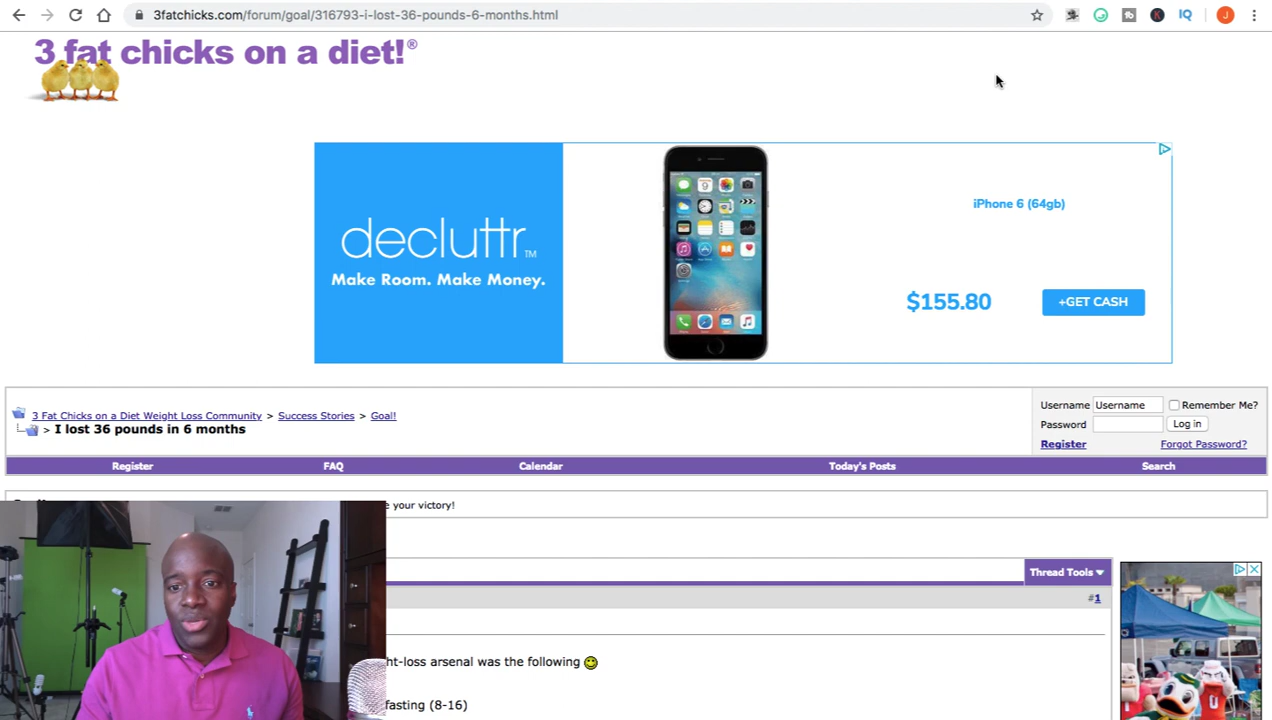 3fatchicks.com/forum/goal/316793-i-lost-36-pounds-6-months.html
IQ
J
3 fat chicks on a diet!®
decluttr™
Make Room. Make Money.
iPhone 6 (64gb)
$155.80
+GET CASH
3 Fat Chicks on a Diet Weight Loss Community > Success Stories > Goal!
> I lost 36 pounds in 6 months
Username Username Remember Me?
Password Log in
Register Forgot Password?
Register FAQ Calendar Today's Posts Search
e your victory!
Thread Tools
#1
ht-loss arsenal was the following
fasting (8-16)